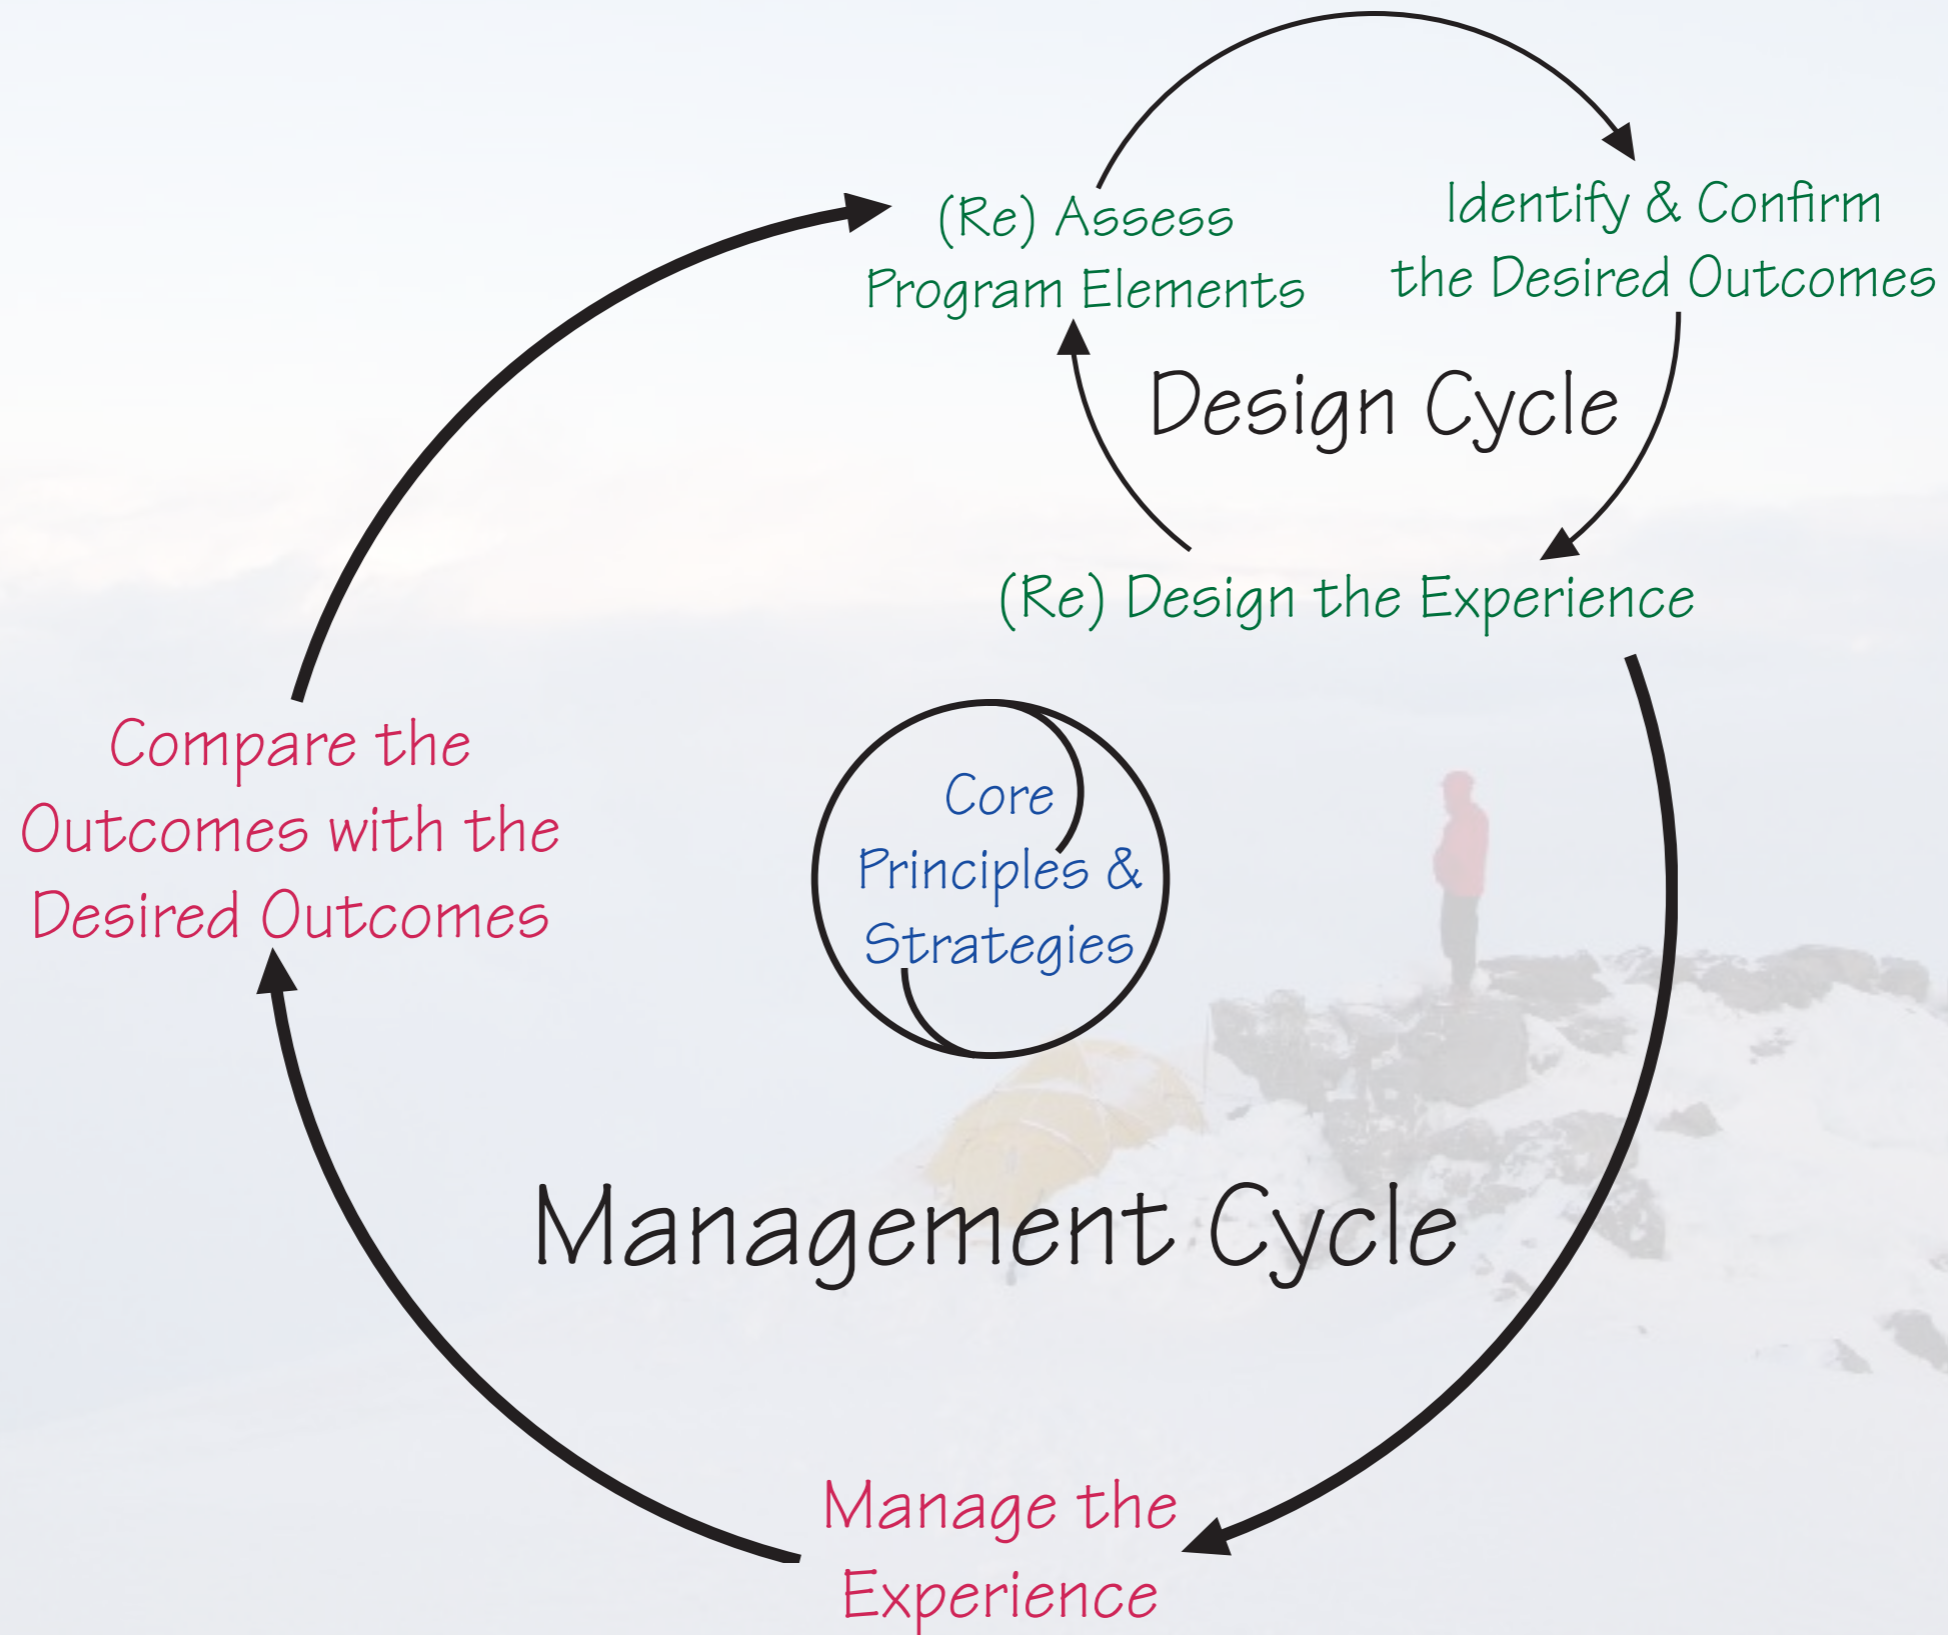 (Re) Assess
Program Elements
Identify & Confirm
the Desired Outcomes
Design Cycle
(Re) Design the Experience
Compare the
Outcomes with the
Desired Outcomes
Core
Principles &
Strategies
Management Cycle
Manage the
Experience